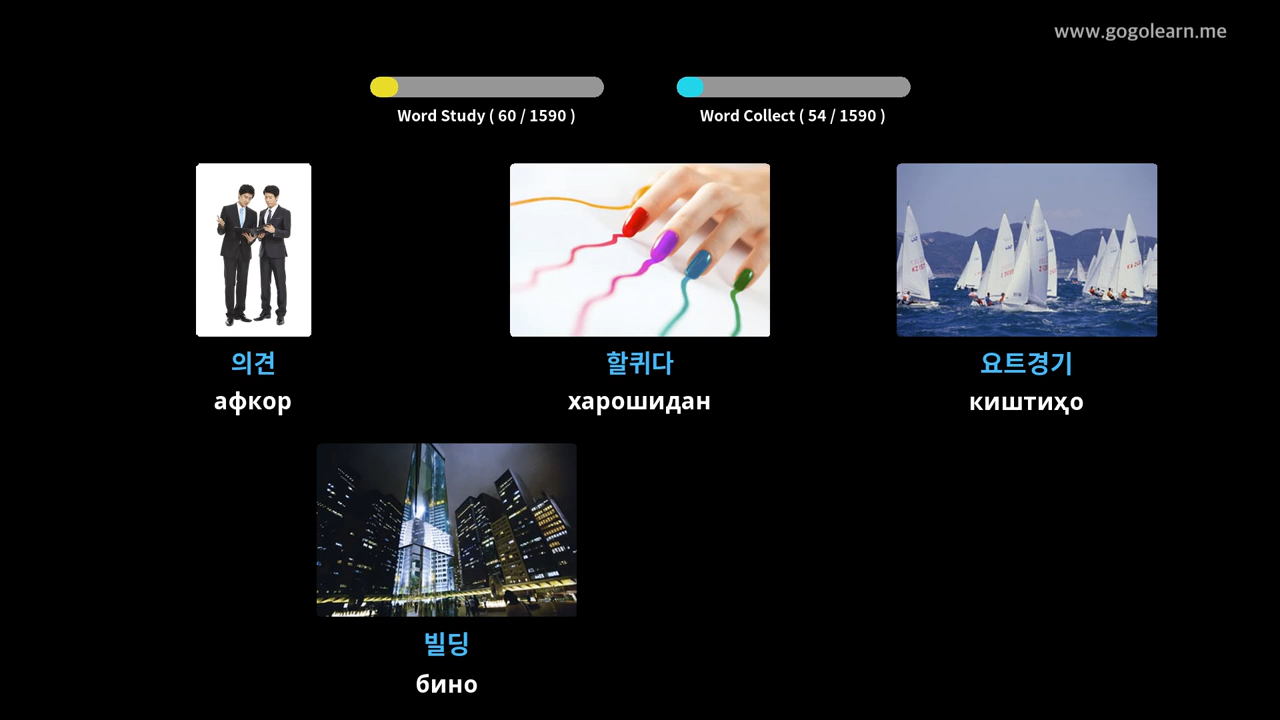 www.gogolearn.me
Word Study ( 60 / 1590 )
Word Collect ( 54 / 1590 )
의견
афкор
할퀴다
харошидан
요트경기
киштиҳо
빌딩
бино